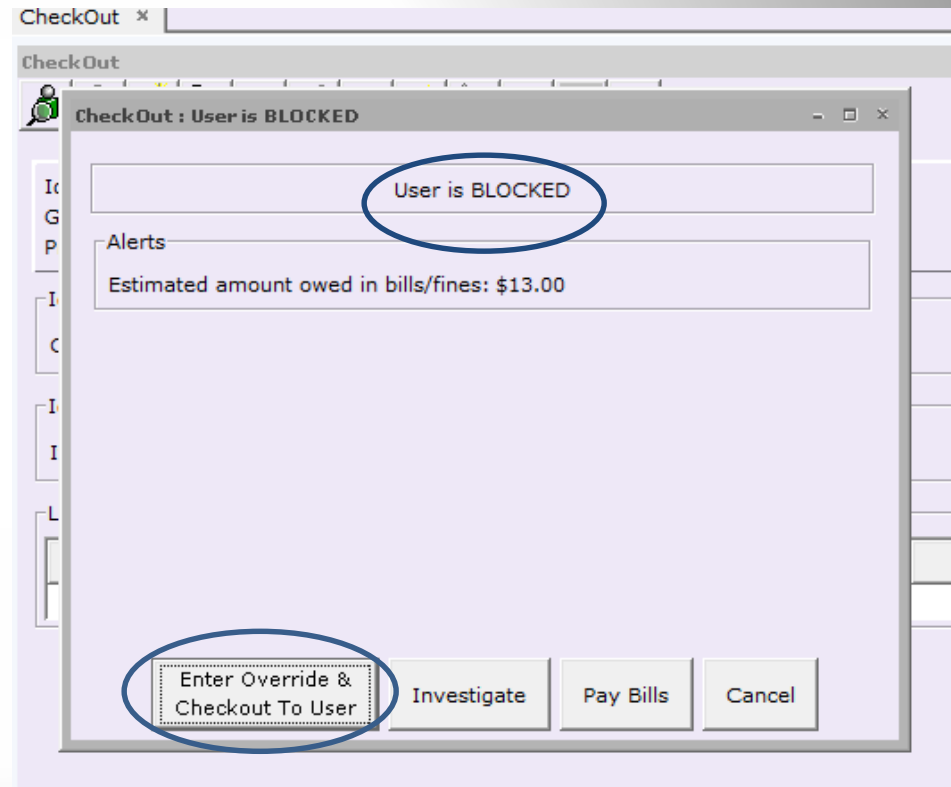 CheckOut ×
CheckOut
CheckOut : User is BLOCKED
User is BLOCKED
Alerts
Estimated amount owed in bills/fines: $13.00
Enter Override &
Checkout To User
Investigate
Pay Bills
Cancel